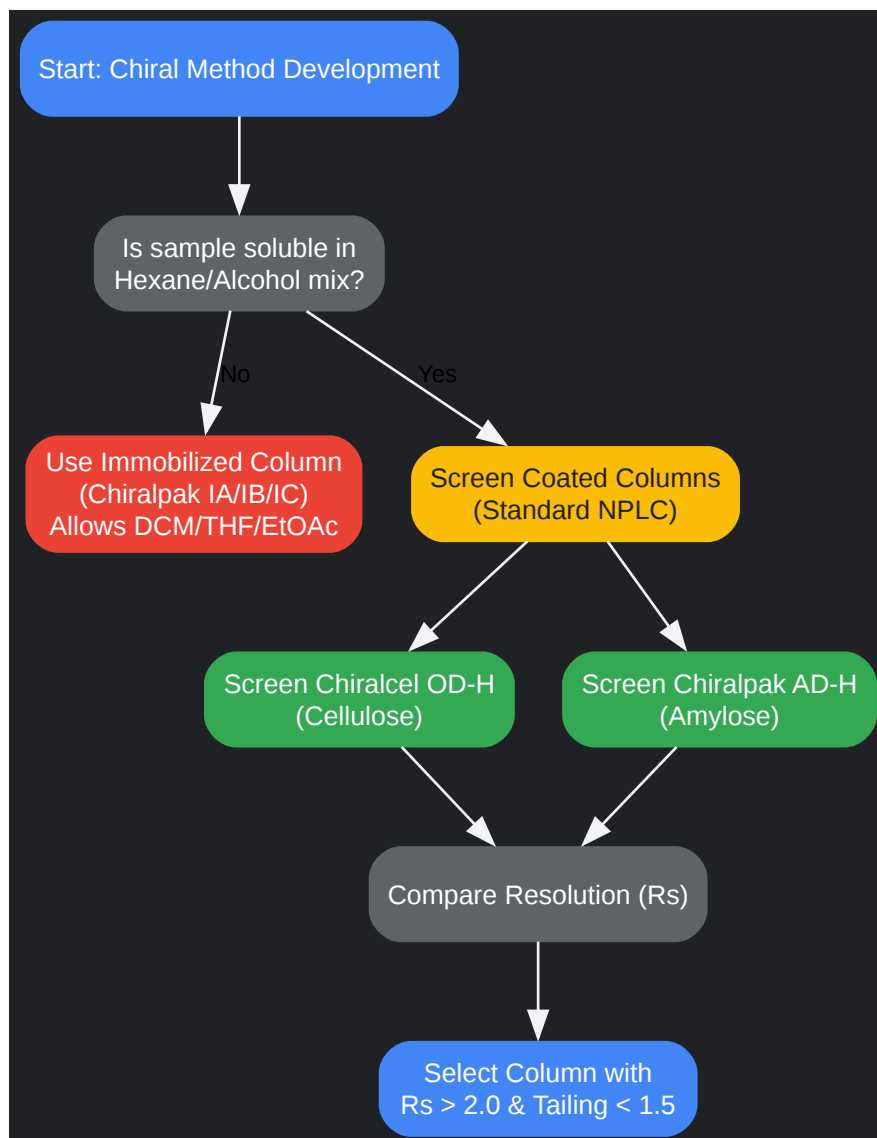 Start: Chiral Method Development
Is sample soluble in
Hexane/Alcohol mix?
No
Yes
Use Immobilized Column
(Chiralpak IA/IB/IC)
Allows DCM/THF/EtOAc
Screen Coated Columns
(Standard NPLC)
Screen Chiralcel OD-H
(Cellulose)
Screen Chiralpak AD-H
(Amylose)
Compare Resolution (Rs)
Select Column with
Rs > 2.0 & Tailing < 1.5